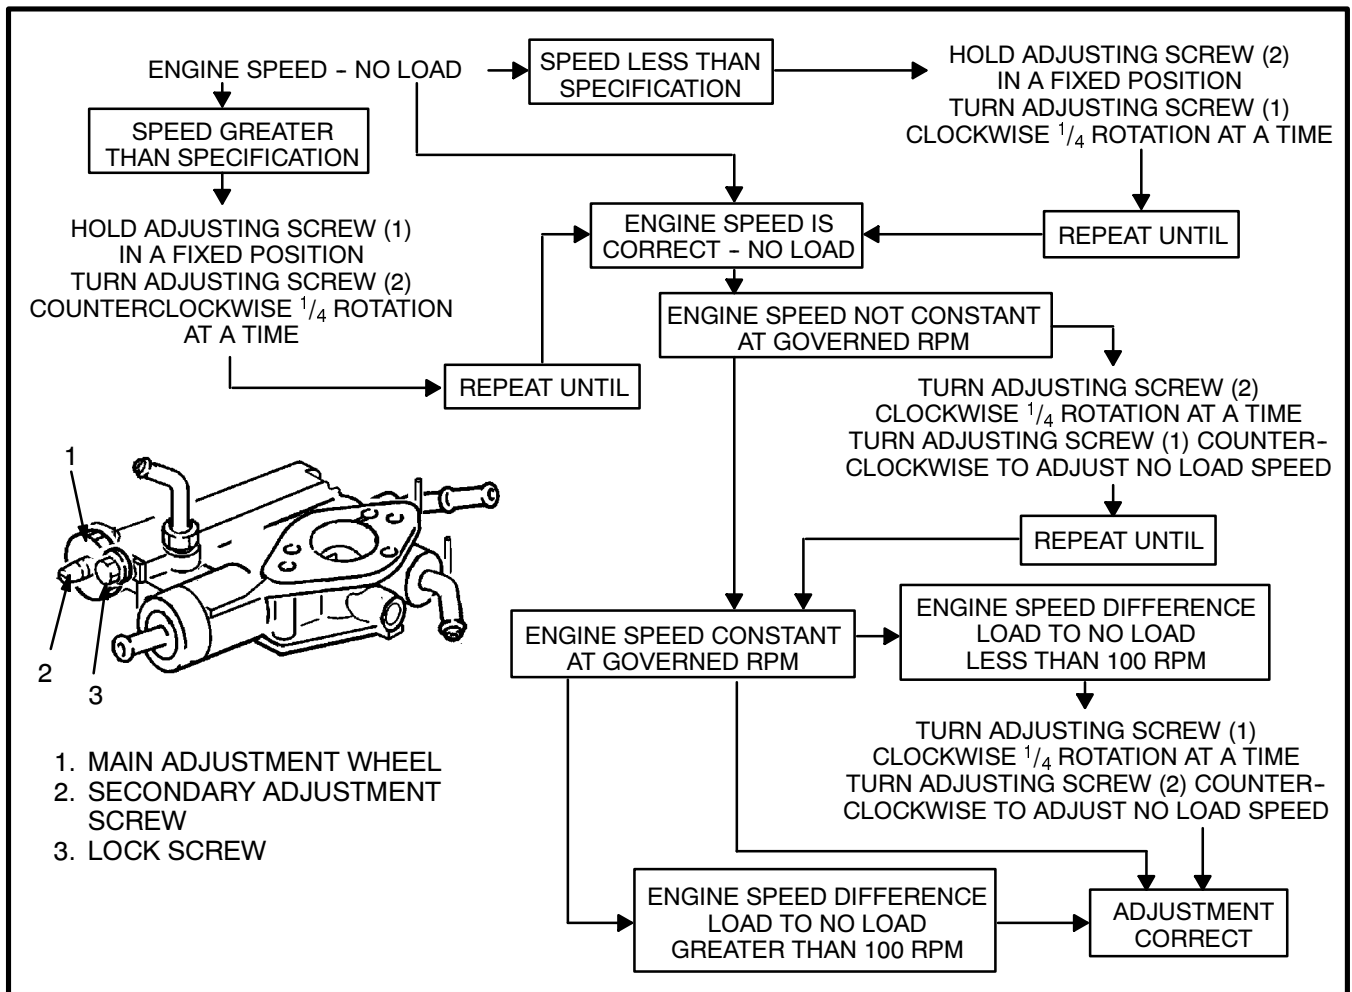 ENGINE SPEED - NO LOAD
SPEED LESS THAN
SPECIFICATION
HOLD ADJUSTING SCREW (2)
IN A FIXED POSITION
TURN ADJUSTING SCREW (1)
CLOCKWISE 1/4 ROTATION AT A TIME
SPEED GREATER
THAN SPECIFICATION
HOLD ADJUSTING SCREW (1)
IN A FIXED POSITION
TURN ADJUSTING SCREW (2)
COUNTERCLOCKWISE 1/4 ROTATION
AT A TIME
ENGINE SPEED IS
CORRECT - NO LOAD
REPEAT UNTIL
ENGINE SPEED NOT CONSTANT
AT GOVERNED RPM
REPEAT UNTIL
TURN ADJUSTING SCREW (2)
CLOCKWISE 1/4 ROTATION AT A TIME
TURN ADJUSTING SCREW (1) COUNTER-
CLOCKWISE TO ADJUST NO LOAD SPEED
REPEAT UNTIL
1
2
3
ENGINE SPEED CONSTANT
AT GOVERNED RPM
ENGINE SPEED DIFFERENCE
LOAD TO NO LOAD
LESS THAN 100 RPM
TURN ADJUSTING SCREW (1)
CLOCKWISE 1/4 ROTATION AT A TIME
TURN ADJUSTING SCREW (2) COUNTER-
CLOCKWISE TO ADJUST NO LOAD SPEED
1. MAIN ADJUSTMENT WHEEL
2. SECONDARY ADJUSTMENT
SCREW
3. LOCK SCREW
ENGINE SPEED DIFFERENCE
LOAD TO NO LOAD
GREATER THAN 100 RPM
ADJUSTMENT
CORRECT